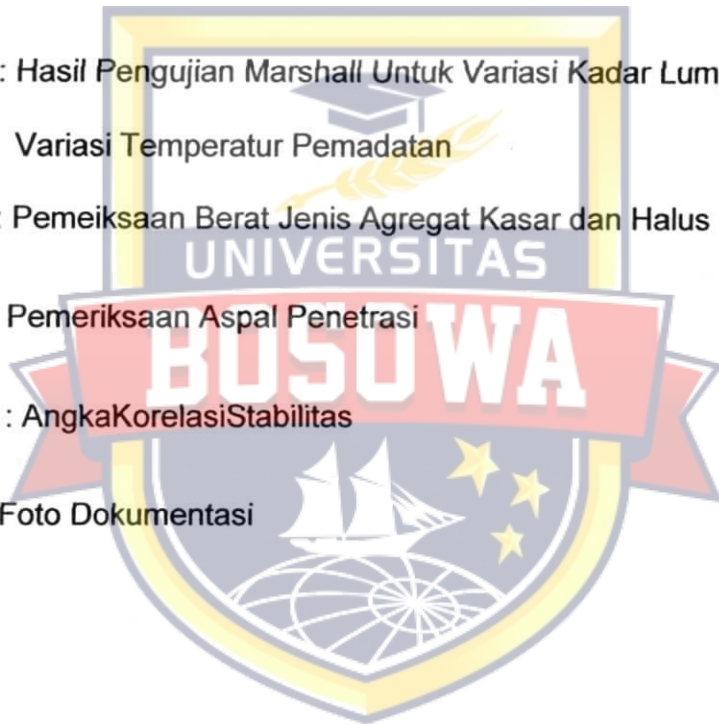 : Hasil Pengujian Marshall Untuk Variasi Kadar Lum
Variasi Temperatur Pemadatan
: Pemeiksaan Berat Jenis Agregat Kasar dan Halus
UNIVERSITAS
Pemeriksaan Aspal Penetrasi
BOSOWA
: AngkaKorelasiStabilitas
Foto Dokumentasi